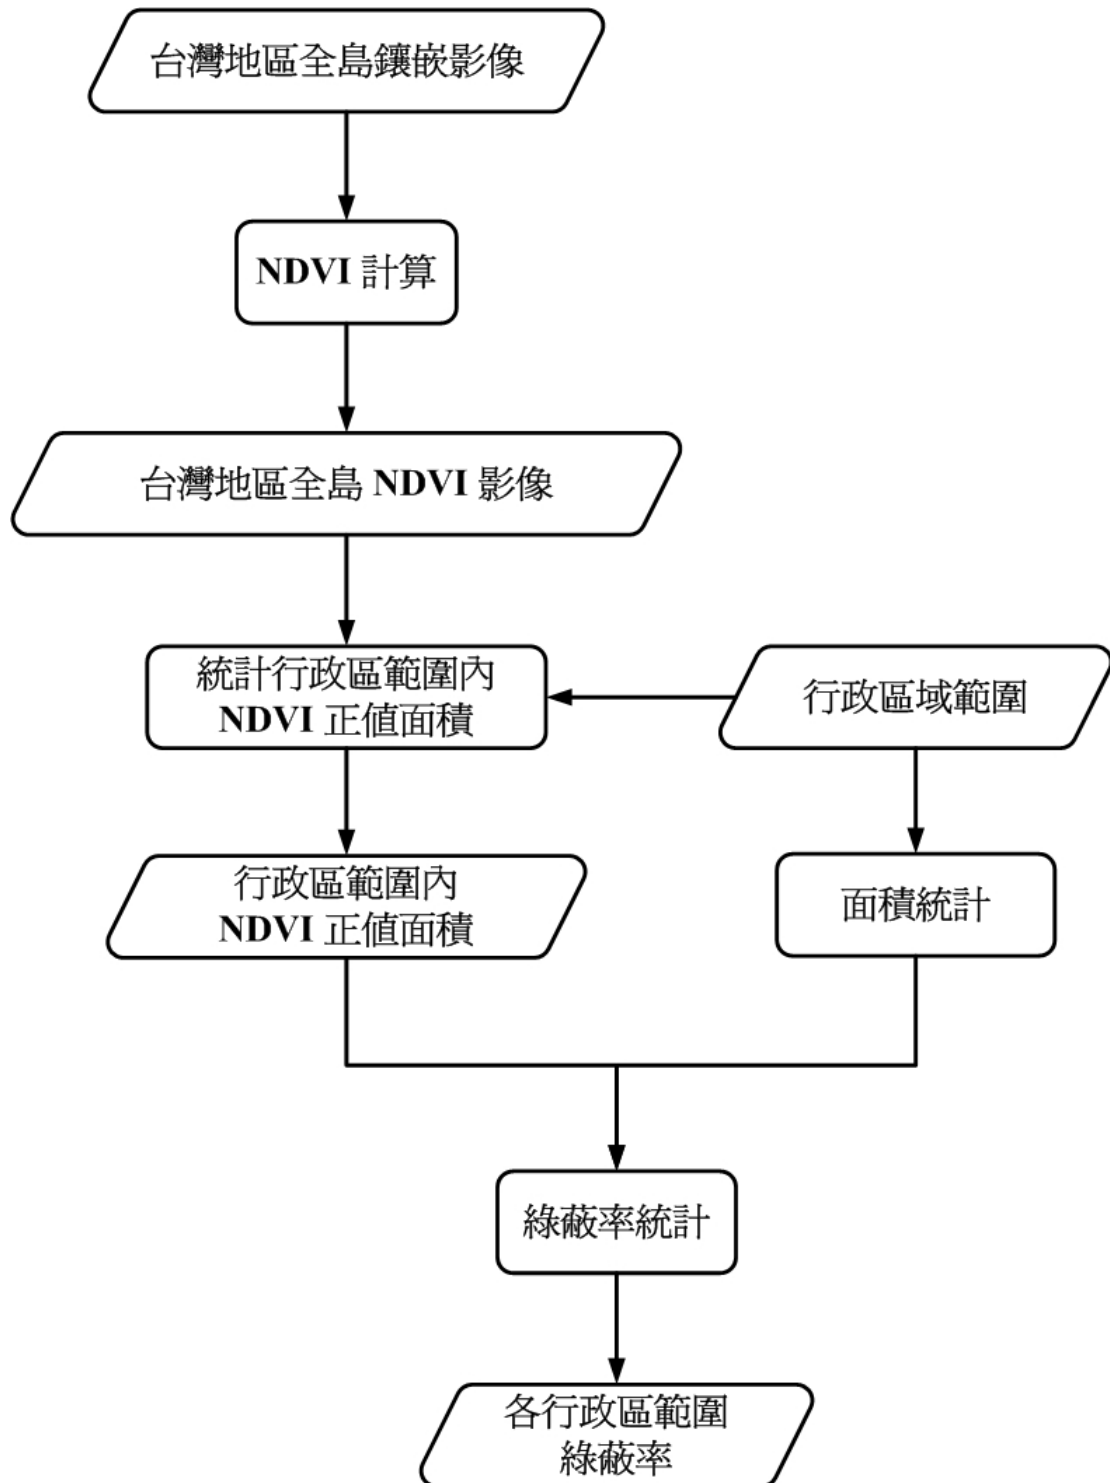 台灣地區全島鑲嵌影像
NDVI 計算
台灣地區全島 NDVI 影像
統計行政區範圍內
NDVI 正值面積
行政區域範圍
行政區範圍內
NDVI 正值面積
面積統計
綠蔽率統計
各行政區範圍
綠蔽率